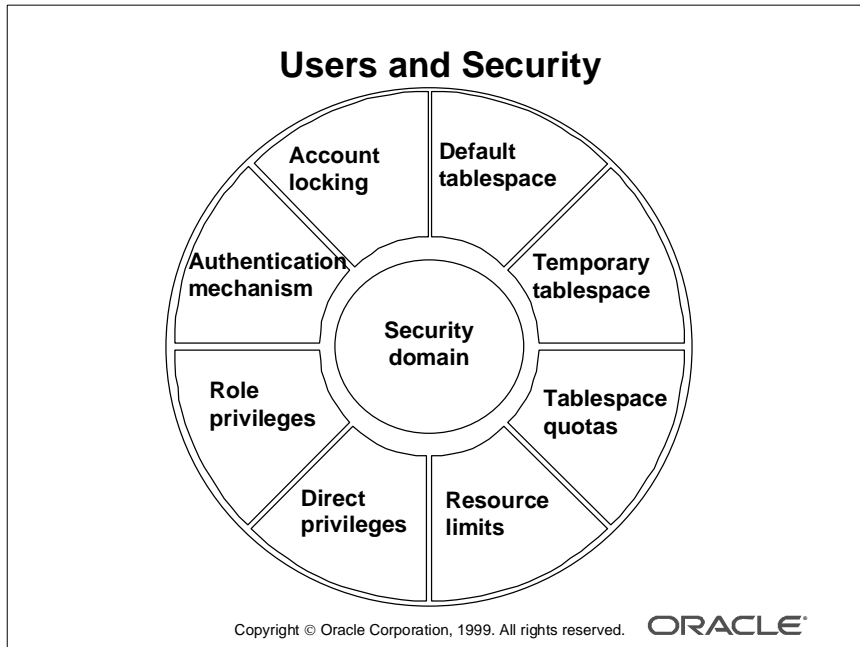 Users and Security
Account
locking
Default
tablespace
Authentication
mechanism
Temporary
tablespace
Security
domain
Role
privileges
Tablespace
quotas
Direct
privileges
Resource
limits
Copyright © Oracle Corporation, 1999. All rights reserved.
ORACLE®